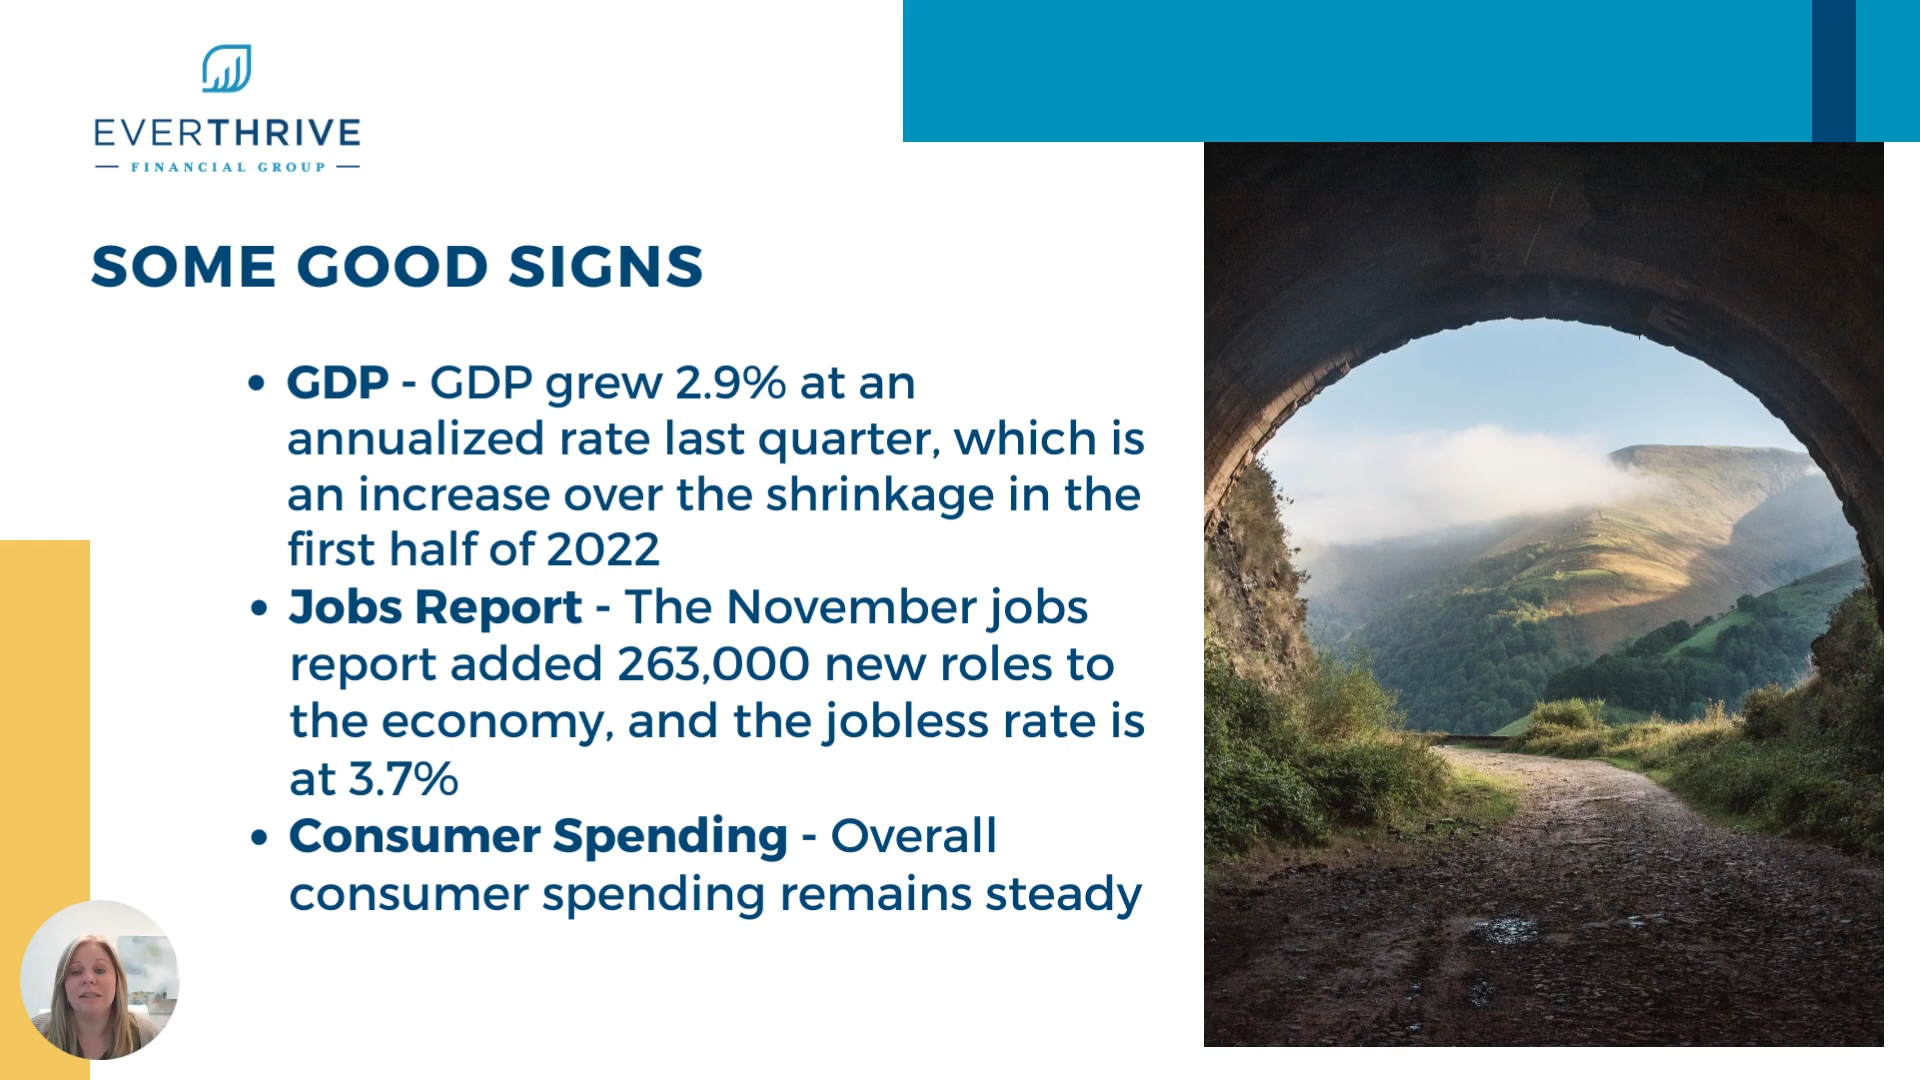 EVERTHRIVE
FINANCIAL GROUP
SOME GOOD SIGNS
• GDP - GDP grew 2.9% at an
annualized rate last quarter, which is
an increase over the shrinkage in the
first half of 2022
• Jobs Report - The November jobs
report added 263,000 new roles to
the economy, and the jobless rate is
at 3.7%
• Consumer Spending - Overall
consumer spending remains steady